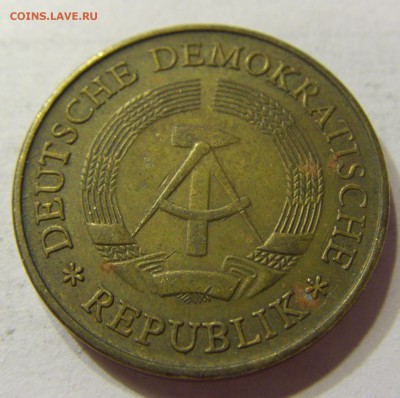 COINS.LAVE.RU
DEUTSCHE DEMOKRATISCHE
* REPUBLIK *